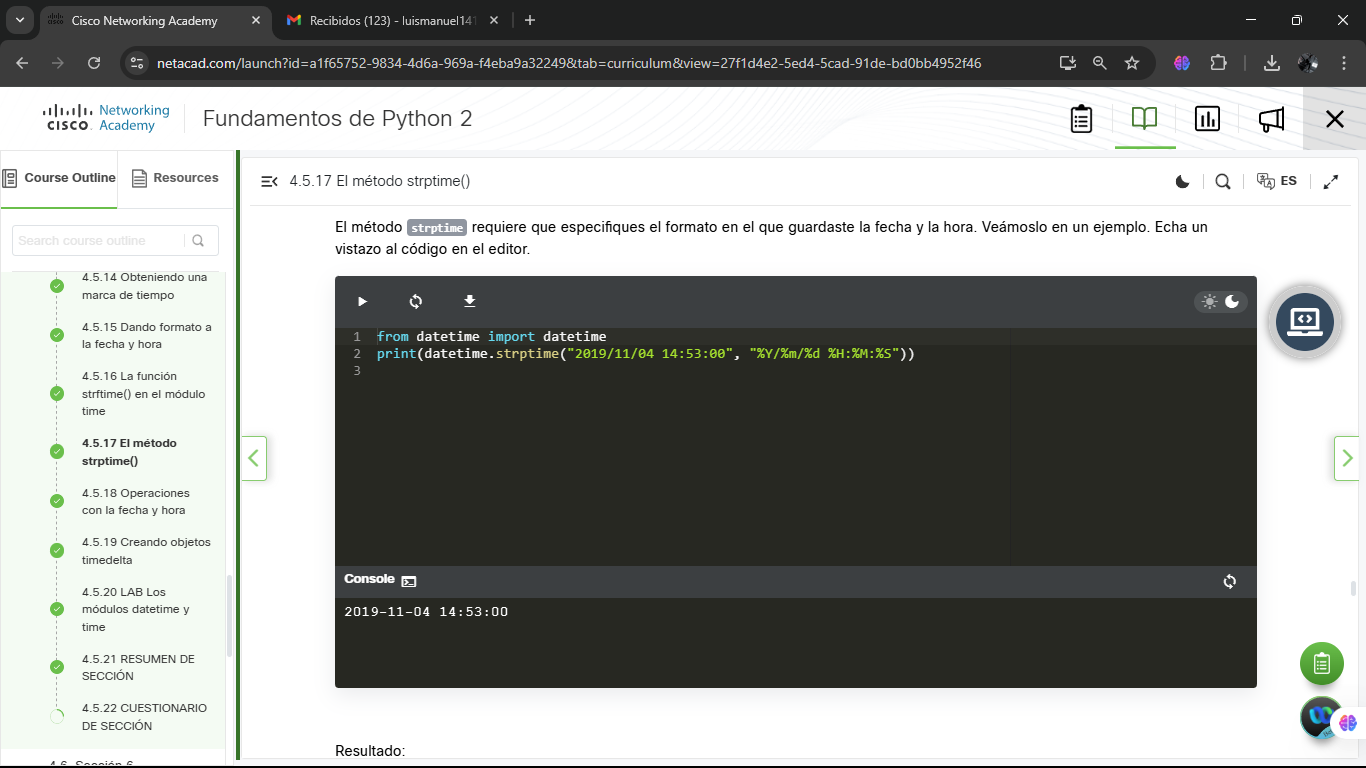 Cisco Networking Academy
Recibidos (123) - luismanuel141
netacad.com/launch?id=a1f65752-9834-4d6a-969a-f4eba9a32249&tab=curriculum&view=27f1d4e2-5ed4-5cad-91de-bd0bb4952f46
CISCO
Networking
Academy
Fundamentos de Python 2
Course Outline
Resources
Search course outline
4.5.14 Obteniendo una
marca de tiempo
4.5.15 Dando formato a
la fecha y hora
4.5.16 La función
strftime() en el módulo
time
4.5.17 El método
strptime()
4.5.18 Operaciones
con la fecha y hora
4.5.19 Creando objetos
timedelta
4.5.20 LAB Los
módulos datetime y
time
4.5.21 RESUMEN DE
SECCIÓN
4.5.22 CUESTIONARIO
DE SECCIÓN
4.6. Sección 6
4.5.17 El método strptime()
ES
El método strptime requiere que especifiques el formato en el que guardaste la fecha y la hora. Veámoslo en un ejemplo. Echa un
vistazo al código en el editor.
1 from datetime import datetime
2 print(datetime.strptime("2019/11/04 14:53:00", "%Y/%m/%d %H:%M:%S"))
3
Console
2019-11-04 14:53:00
Resultado: